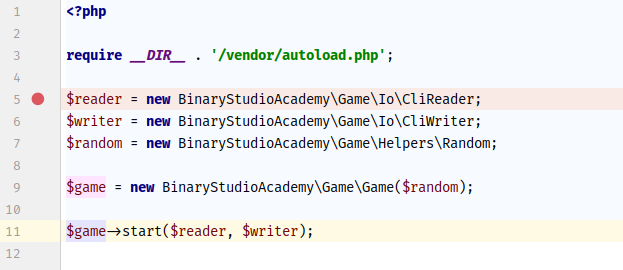 1 <?php
2
3 require __DIR__ . '/vendor/autoload.php';
4
5 $reader = new BinaryStudioAcademy\Game\Io\CliReader;
6 $writer = new BinaryStudioAcademy\Game\Io\CliWriter;
7 $random = new BinaryStudioAcademy\Game\Helpers\Random;
8
9 $game = new BinaryStudioAcademy\Game\Game($random);
10
11 $game->start($reader, $writer);
12